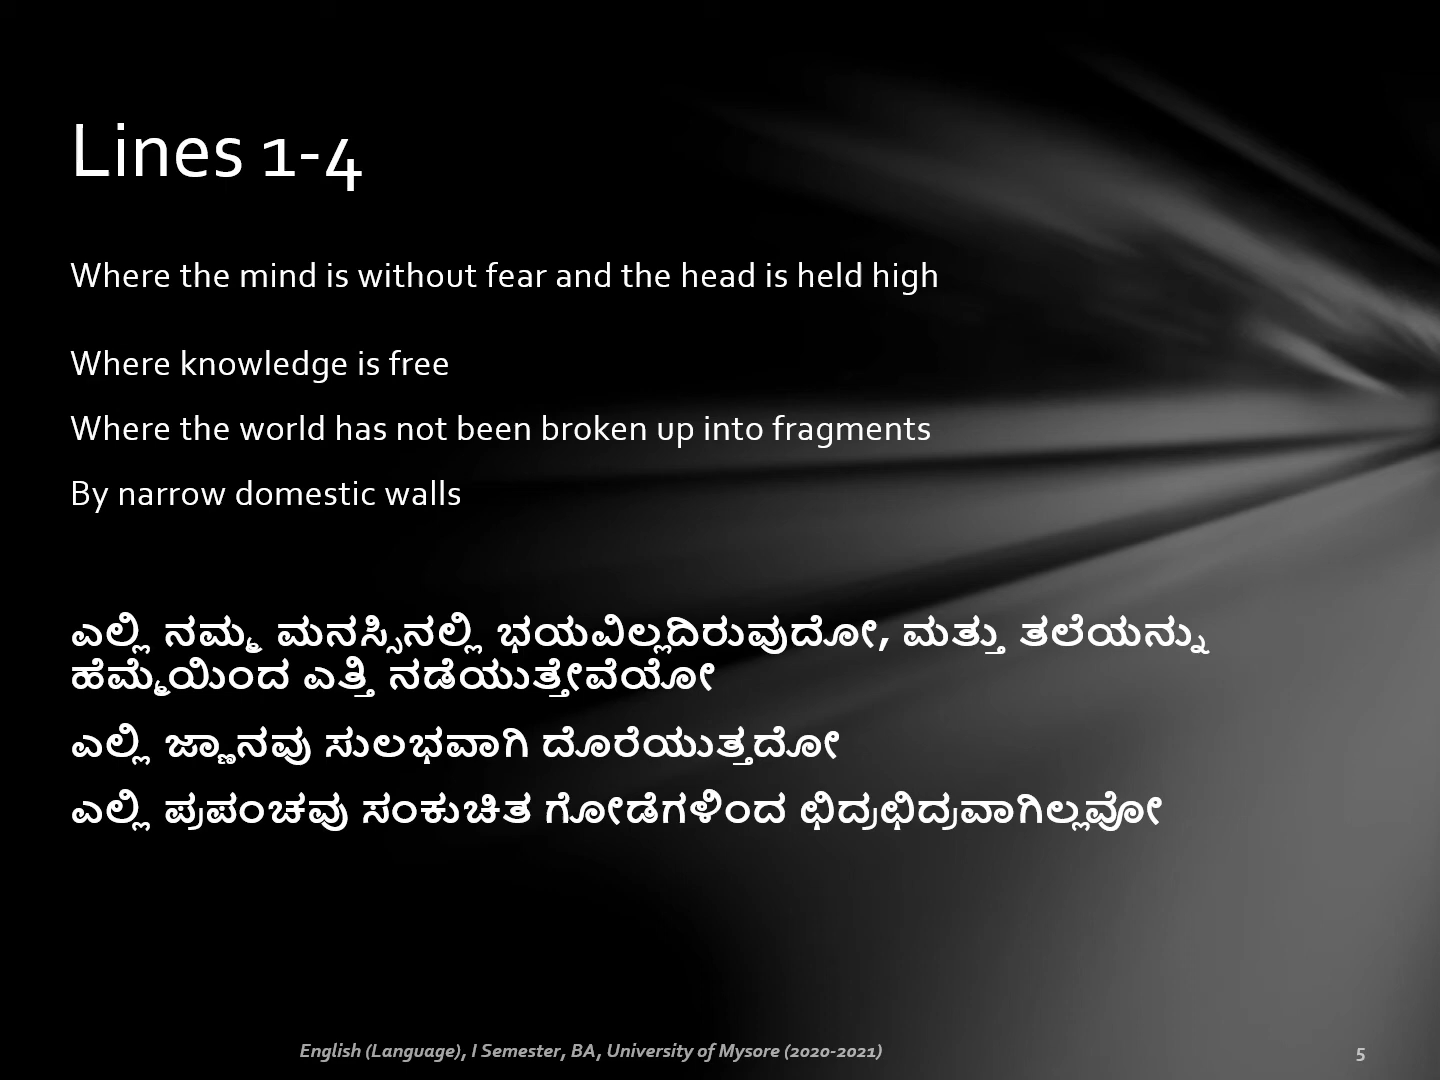 Lines 1-4
Where the mind is without fear and the head is held high
Where knowledge is free
Where the world has not been broken up into fragments
By narrow domestic walls
ಎಲ್ಲಿ ನಮ್ಮ ಮನಸ್ಸಿನಲ್ಲಿ ಭಯವಿಲ್ಲದಿರುವುದೋ, ಮತ್ತು ತಲೆಯನ್ನು
ಹೆಮ್ಮೆಯಿಂದ ಎತ್ತಿ ನಡೆಯುತ್ತೇವೆಯೋ
ಎಲ್ಲಿ ಜ್ಞಾನವು ಸುಲಭವಾಗಿ ದೊರೆಯುತ್ತದೋ
ಎಲ್ಲಿ ಪ್ರಪಂಚವು ಸಂಕುಚಿತ ಗೋಡೆಗಳಿಂದ ಛಿದ್ರಛಿದ್ರವಾಗಿಲ್ಲವೋ
English (Language), I Semester, BA, University of Mysore (2020-2021)
5